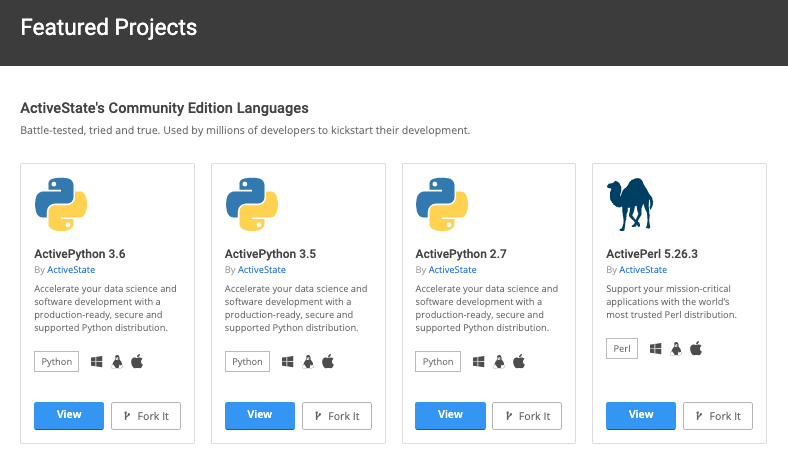 Featured Projects
ActiveState's Community Edition Languages
Battle-tested, tried and true. Used by millions of developers to kickstart their development.
ActivePython 3.6
By ActiveState
Accelerate your data science and
software development with a
production-ready, secure and
supported Python distribution.
Python
View
Fork It
ActivePython 3.5
By ActiveState
Accelerate your data science and
software development with a
production-ready, secure and
supported Python distribution.
Python
View
Fork It
ActivePython 2.7
By ActiveState
Accelerate your data science and
software development with a
production-ready, secure and
supported Python distribution.
Python
View
Fork It
ActivePerl 5.26.3
By ActiveState
Support your mission-critical
applications with the world's
most trusted Perl distribution.
Perl
View
Fork It